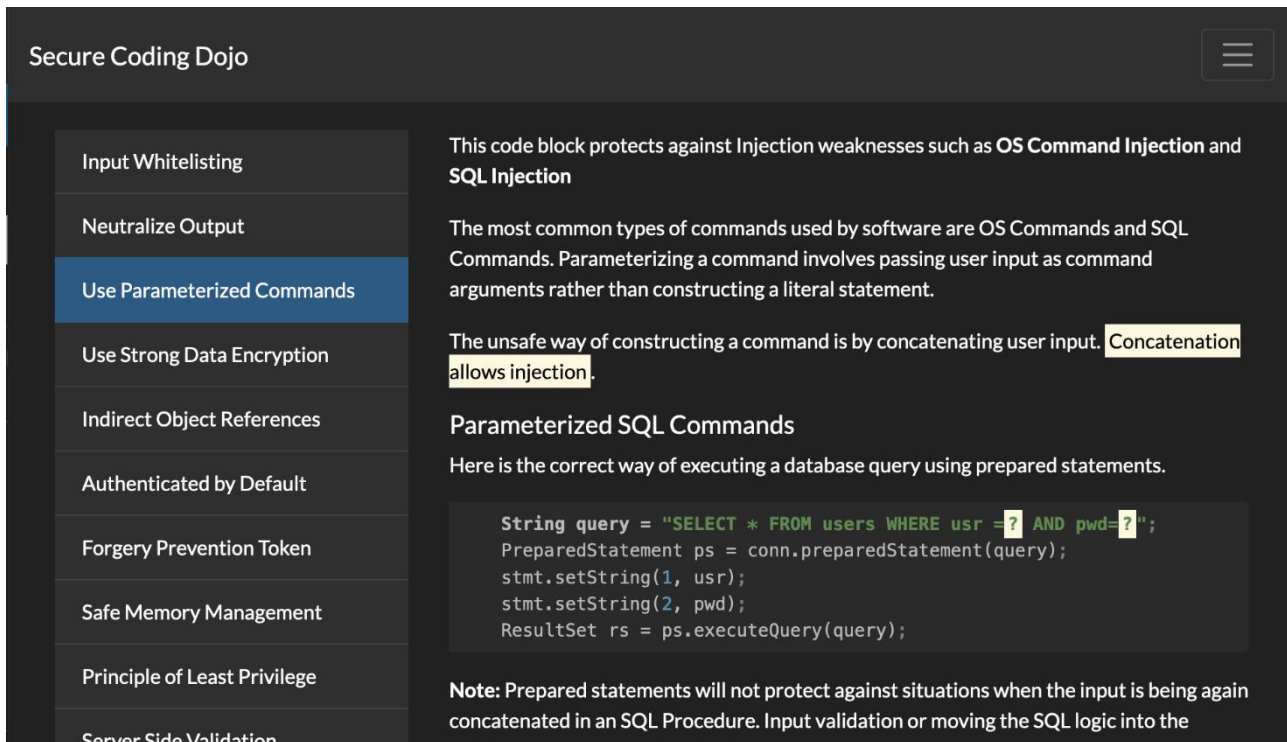 Secure Coding Dojo
Input Whitelisting
Neutralize Output
Use Parameterized Commands
Use Strong Data Encryption
Indirect Object References
Authenticated by Default
Forgery Prevention Token
Safe Memory Management
Principle of Least Privilege
Server Side Validation
This code block protects against Injection weaknesses such as OS Command Injection and
SQL Injection
The most common types of commands used by software are OS Commands and SQL
Commands. Parameterizing a command involves passing user input as command
arguments rather than constructing a literal statement.
The unsafe way of constructing a command is by concatenating user input. Concatenation
allows injection.
Parameterized SQL Commands
Here is the correct way of executing a database query using prepared statements.
String query = "SELECT * FROM users WHERE usr =? AND pwd=?";
PreparedStatement ps = conn.preparedStatement(query);
stmt.setString(1, usr);
stmt.setString(2, pwd);
ResultSet rs = ps.executeQuery(query);
Note: Prepared statements will not protect against situations when the input is being again
concatenated in an SQL Procedure. Input validation or moving the SQL logic into the